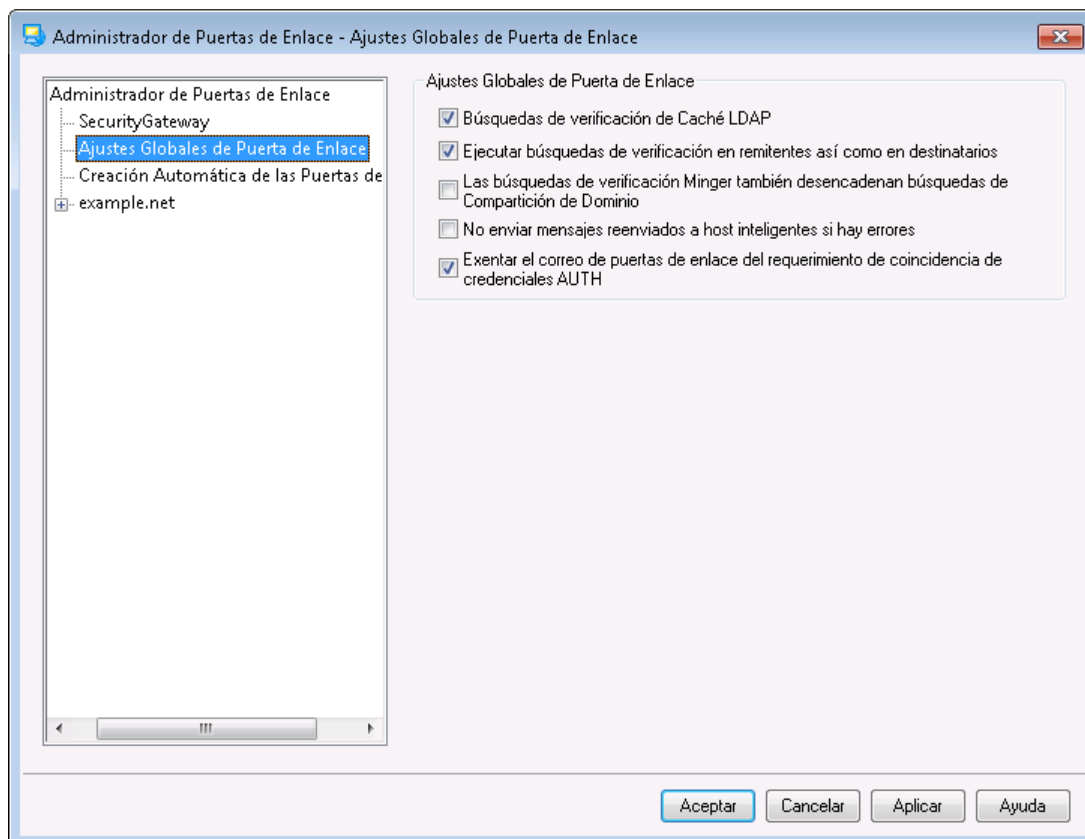 Administrador de Puertas de Enlace - Ajustes Globales de Puerta de Enlace
Administrador de Puertas de Enlace
SecurityGateway
Ajustes Globales de Puerta de Enlace
Creación Automática de las Puertas de
example.net
Ajustes Globales de Puerta de Enlace
Búsquedas de verificación de Caché LDAP
Ejecutar búsquedas de verificación en remitentes así como en destinatarios
Las búsquedas de verificación Minger también desencadenan búsquedas de
Compartición de Dominio
No enviar mensajes reenviados a host inteligentes si hay errores
Exentar el correo de puertas de enlace del requerimiento de coincidencia de
credenciales AUTH
Aceptar
Cancelar
Aplicar
Ayuda